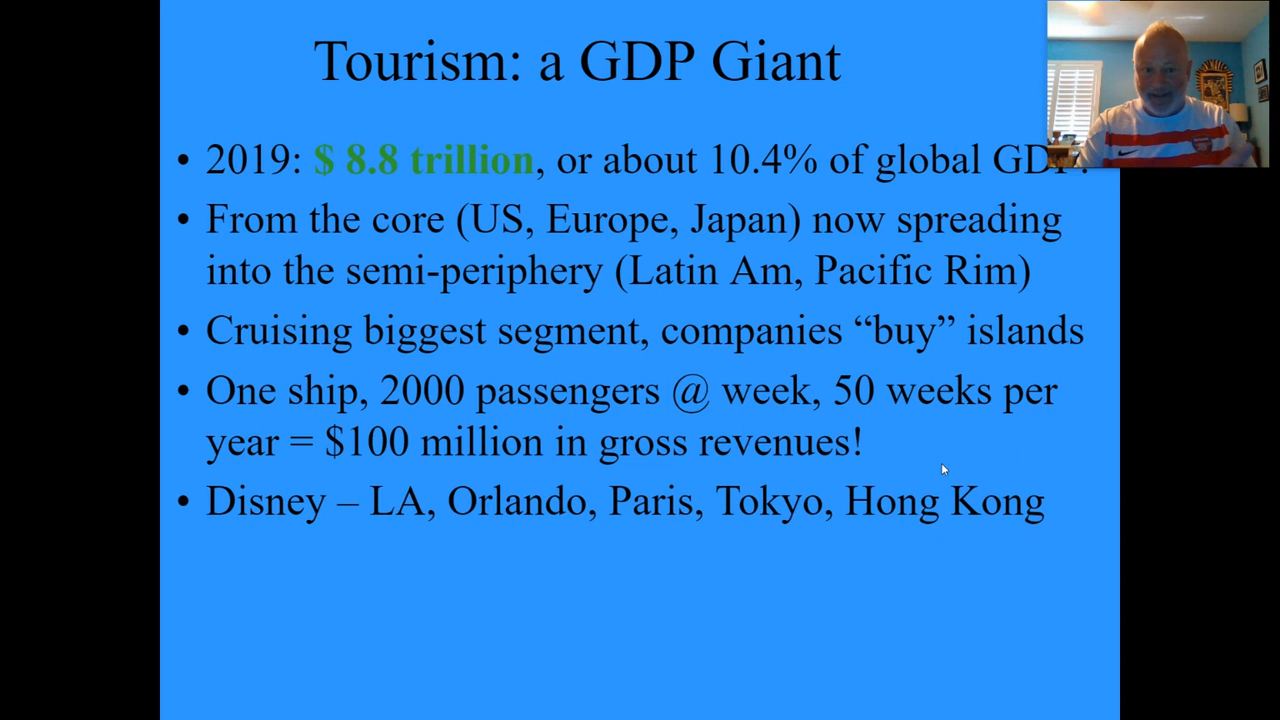 Tourism: a GDP Giant
• 2019: $ 8.8 trillion, or about 10.4% of global GDP.
• From the core (US, Europe, Japan) now spreading
into the semi-periphery (Latin Am, Pacific Rim)
• Cruising biggest segment, companies “buy” islands
• One ship, 2000 passengers @ week, 50 weeks per
year = $100 million in gross revenues!
• Disney – LA, Orlando, Paris, Tokyo, Hong Kong